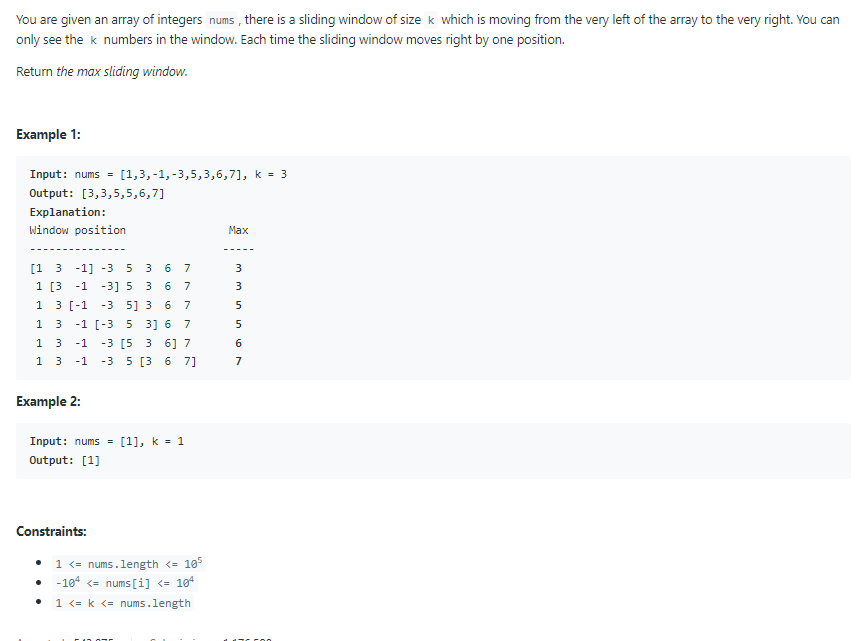 You are given an array of integers nums, there is a sliding window of size k which is moving from the very left of the array to the very right. You can
only see the k numbers in the window. Each time the sliding window moves right by one position.
Return the max sliding window.
Example 1:
Input: nums = [1,3,-1,-3,5,3,6,7], k = 3
Output: [3,3,5,5,6,7]
Explanation:
Window position                Max
---------------               -----
[1  3  -1] -3  5  3  6  7       3
 1 [3  -1  -3] 5  3  6  7       3
 1  3 [-1  -3  5] 3  6  7       5
 1  3  -1 [-3  5  3] 6  7       5
 1  3  -1  -3 [5  3  6] 7       6
 1  3  -1  -3  5 [3  6  7]      7
Example 2:
Input: nums = [1], k = 1
Output: [1]
Constraints:
• 1 <= nums.length <= 10⁵
• -10⁴ <= nums[i] <= 10⁴
• 1 <= k <= nums.length